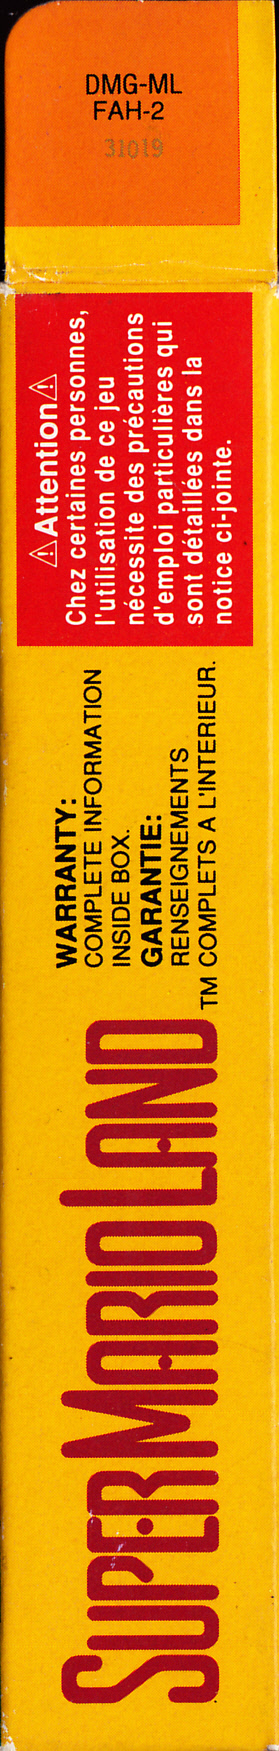 DMG-ML
FAH-2
31019
⚠Attention⚠
Chez certaines personnes,
l'utilisation de ce jeu
nécessite des précautions
d'emploi particulières qui
sont détaillées dans la
notice ci-jointe.
WARRANTY:
COMPLETE INFORMATION
INSIDE BOX.
GARANTIE:
RENSEIGNEMENTS
COMPLETS A L'INTERIEUR.
SUPER MARIO LAND TM